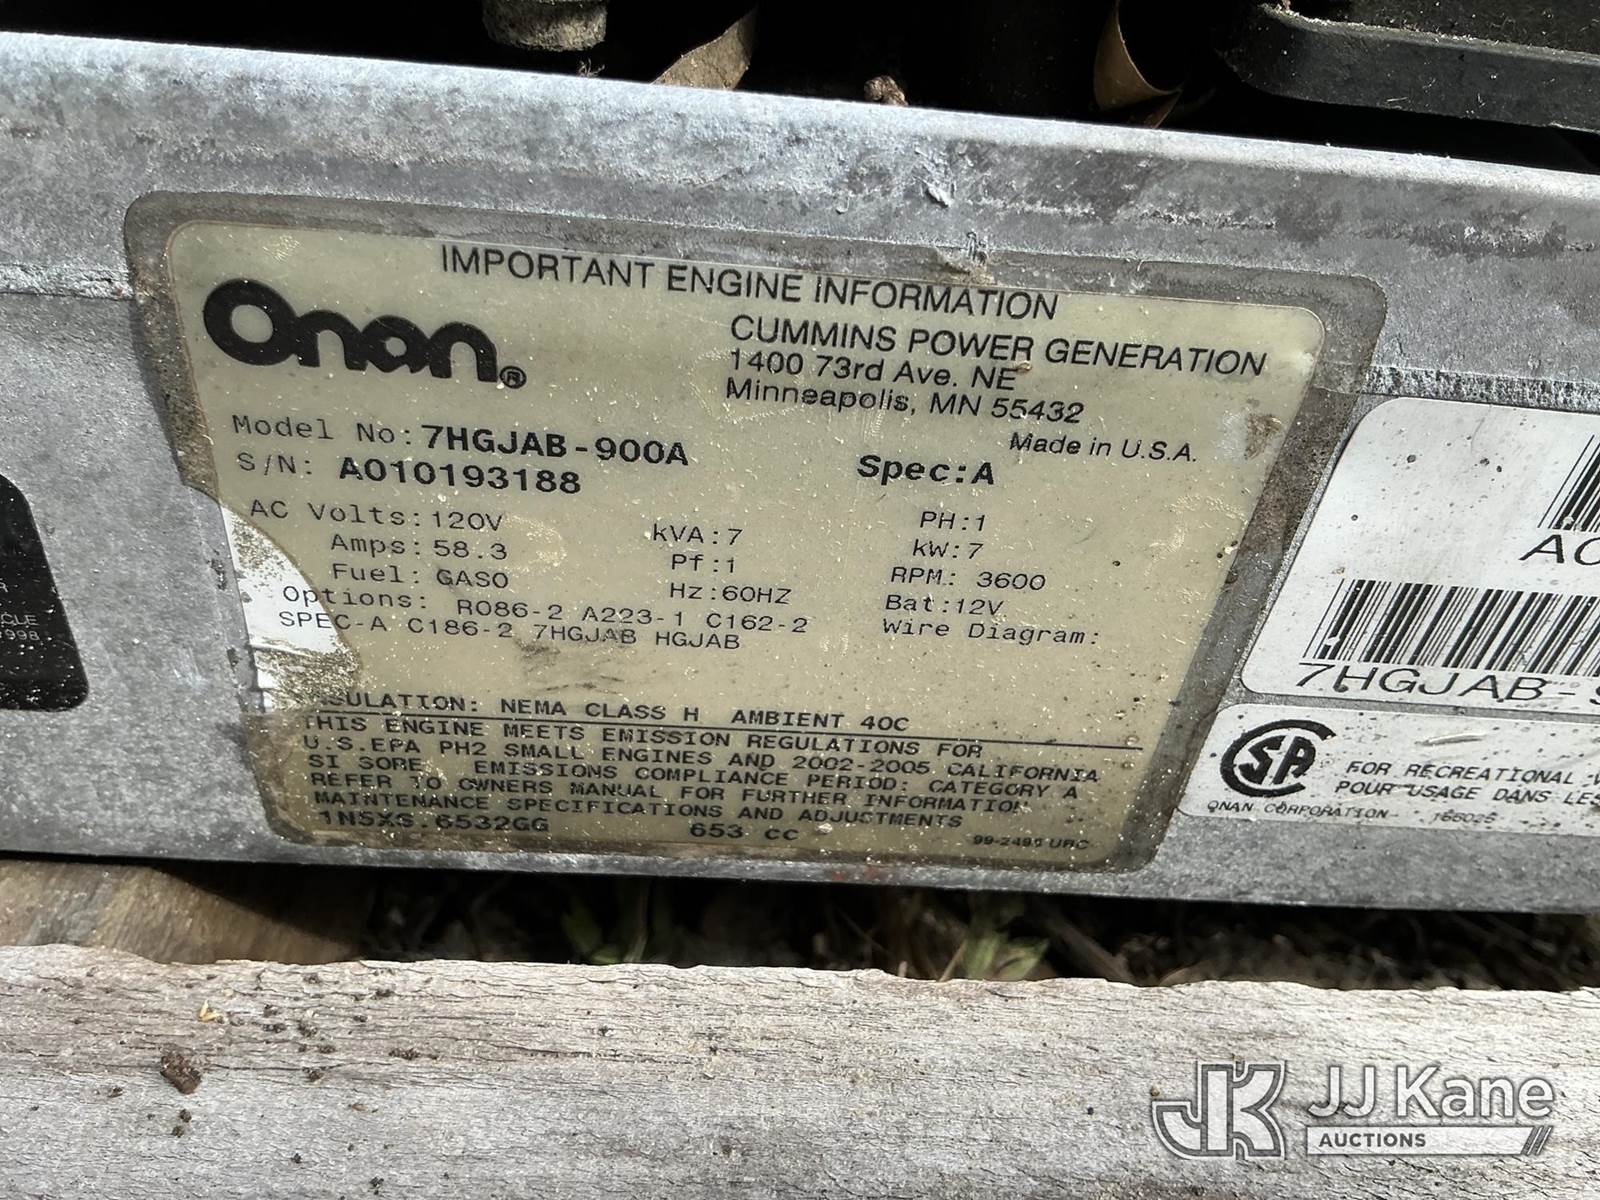 IMPORTANT ENGINE INFORMATION
Onan®
CUMMINS POWER GENERATION
1400 73rd Ave. NE
Minneapolis, MN 55432
Made in U.S.A.
Model No: 7HGJAB-900A
S/N: A010193188
Spec:A
AC Volts:120V kVA:7 PH:1
Amps:58.3 Pf:1 kW:7
Fuel: GASO Hz:60HZ RPM: 3600
Options: R086-2 A223-1 C162-2 Bat:12V
SPEC-A C186-2 7HGJAB HGJAB Wire Diagram:
SULATION: NEMA CLASS H AMBIENT 40C
THIS ENGINE MEETS EMISSION REGULATIONS FOR
U.S.EPA PH2 SMALL ENGINES AND 2002-2005 CALIFORNIA
SI SORE EMISSIONS COMPLIANCE PERIOD: CATEGORY A
REFER TO OWNERS MANUAL FOR FURTHER INFORMATION
MAINTENANCE SPECIFICATIONS AND ADJUSTMENTS
1N5XS.6532GG 653 cc
CLE
1998
A0
7HGJAB-
CSA
FOR RECREATIONAL
POUR USAGE DANS LES
ONAN CORPORATION
JJ Kane
AUCTIONS